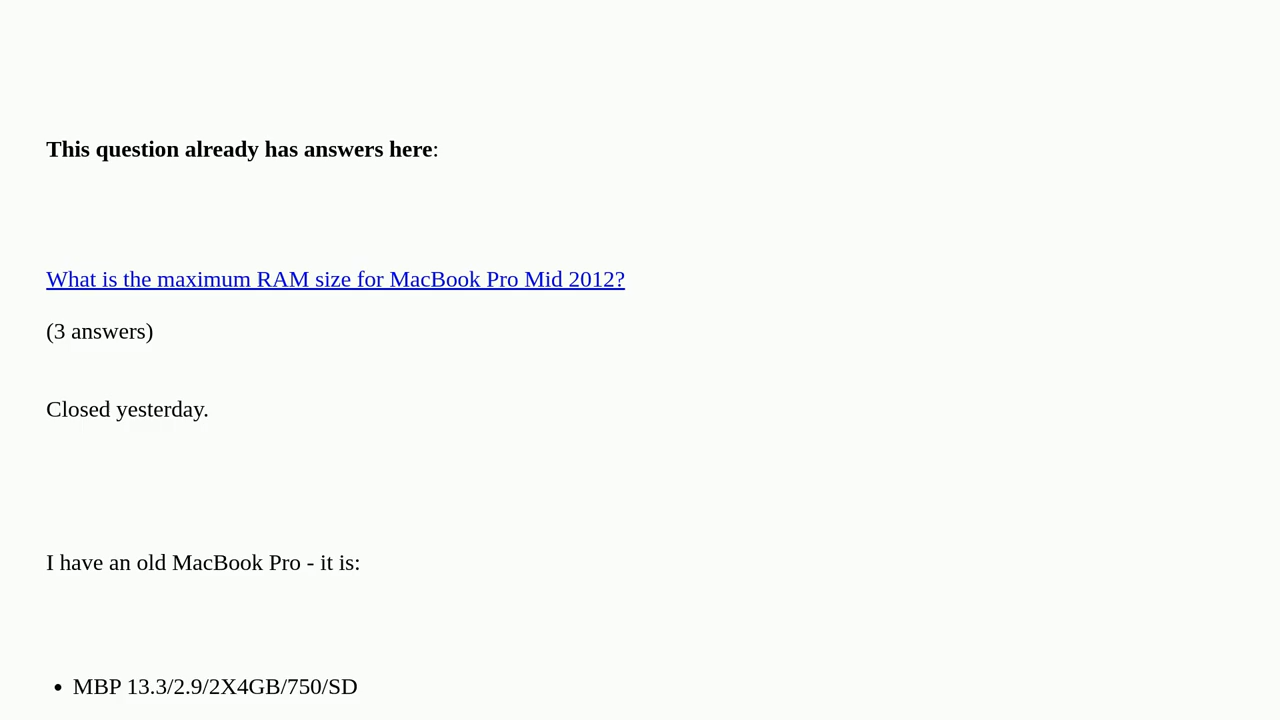 This question already has answers here:
What is the maximum RAM size for MacBook Pro Mid 2012?
(3 answers)
Closed yesterday.
I have an old MacBook Pro - it is:
• MBP 13.3/2.9/2X4GB/750/SD